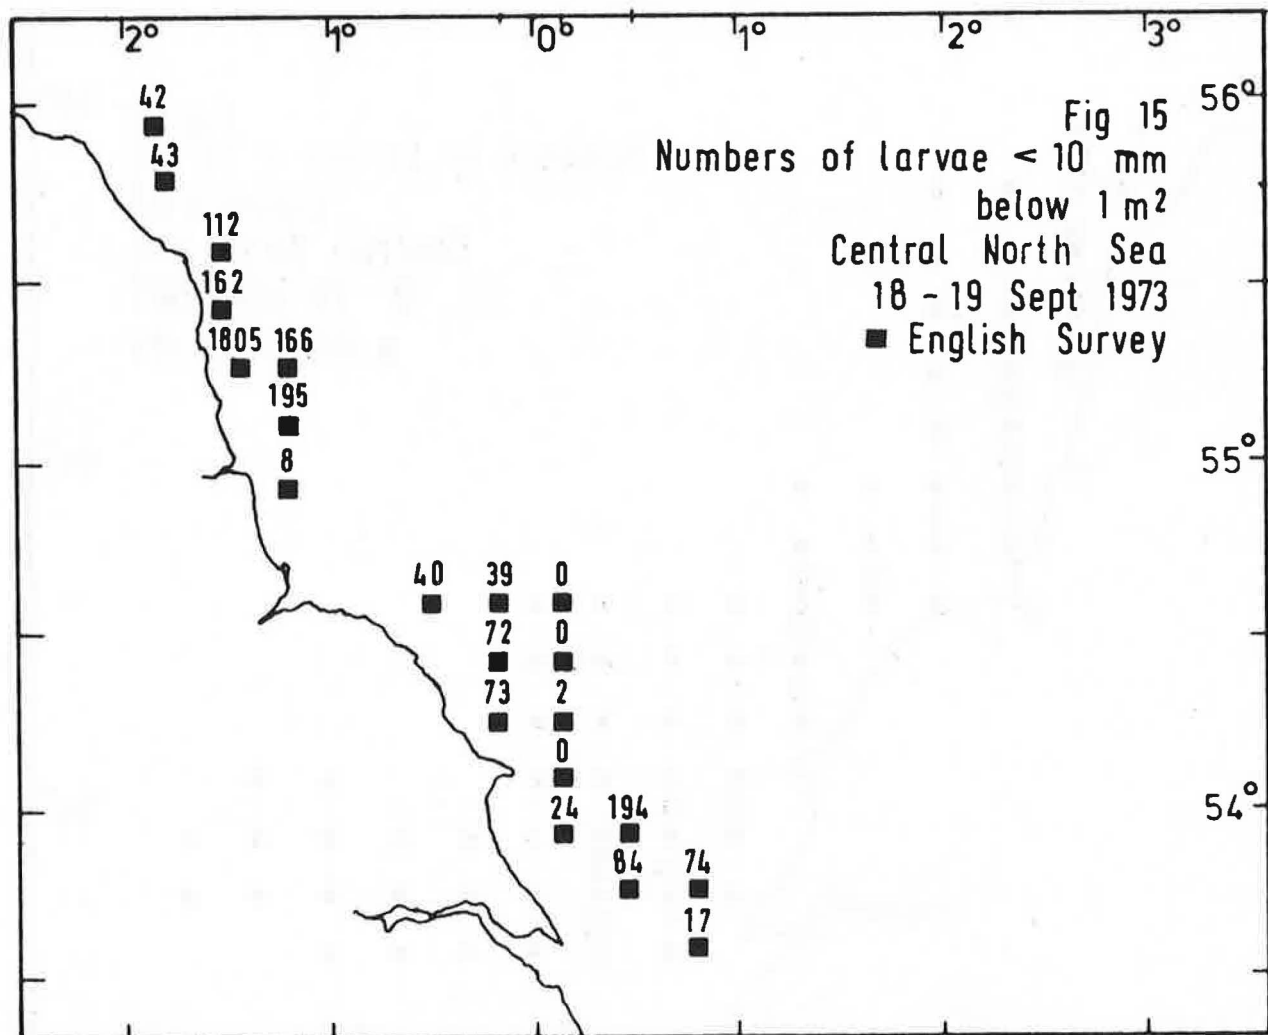 2° 1° 0° 1° 2° 3°
56°
Fig 15
Numbers of larvae < 10 mm
below 1 m²
Central North Sea
18 - 19 Sept 1973
■ English Survey
42
43
112
162
1805 166
195
8
55°
40 39 0
72 0
73 2
0
54°
24 194
84 74
17